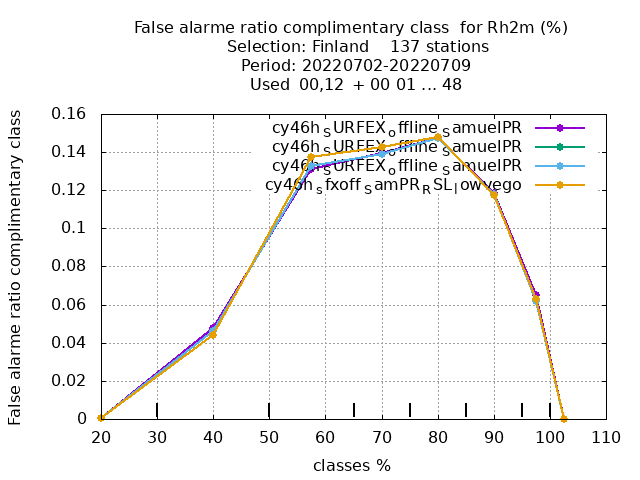 False alarme ratio complimentary class  for Rh2m (%)
Selection: Finland    137 stations
Period: 20220702-20220709
Used  00,12  + 00 01 ... 48
False alarme ratio complimentary class
cy46h_SURFEX_offline_SamuelPR
cy46h_SURFEX_offline_SamuelPR
cy46h_SURFEX_offline_SamuelPR
cy46h_sfxoff_SamPR_RSL_lowvego
0.16
0.14
0.12
0.1
0.08
0.06
0.04
0.02
0
20 30 40 50 60 70 80 90 100 110
classes %